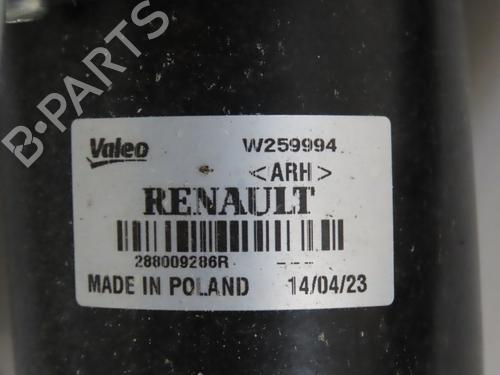 Valeo W259994
<ARH>
RENAULT
288009286R ---
MADE IN POLAND 14/04/23
B-PARTS